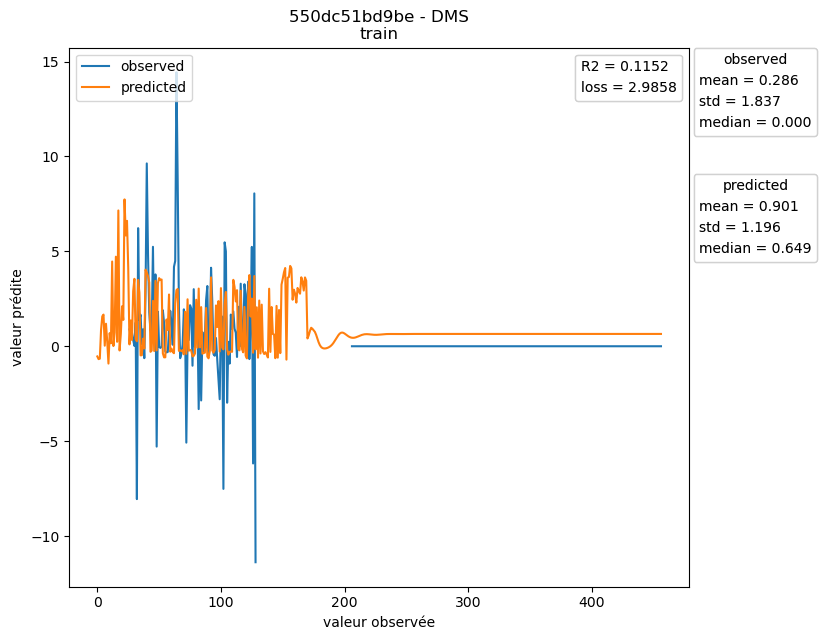 550dc51bd9be - DMS
train
observed
predicted
R2 = 0.1152
loss = 2.9858
observed
mean = 0.286
std = 1.837
median = 0.000
predicted
mean = 0.901
std = 1.196
median = 0.649
valeur prédite
15
10
5
0
−5
−10
0
100
200
300
400
valeur observée